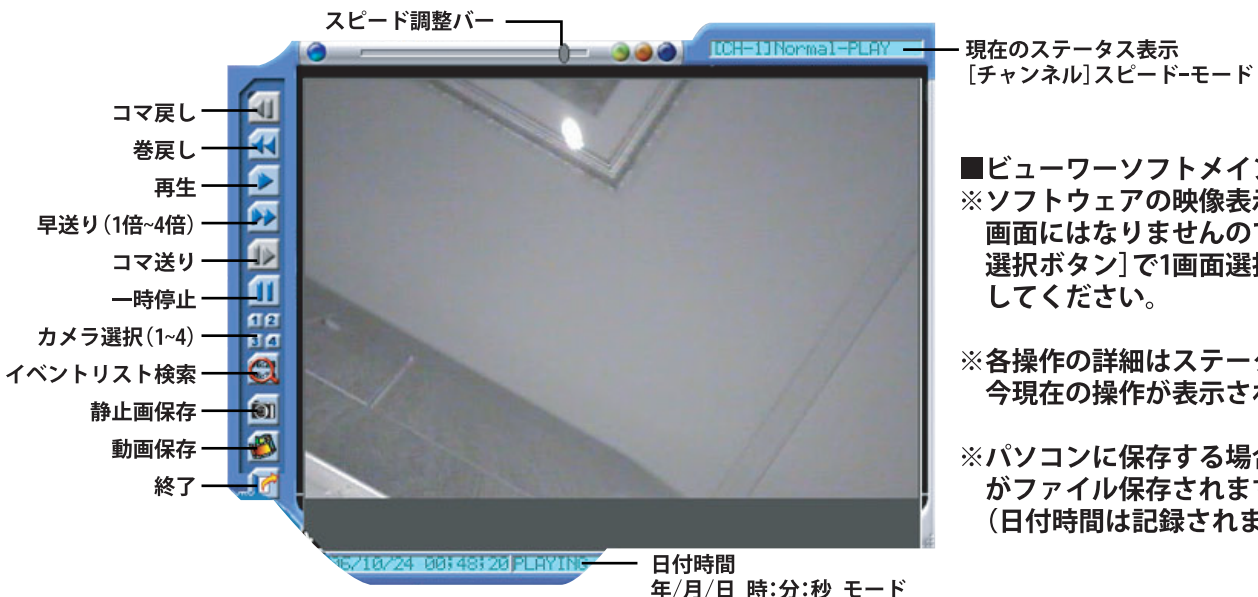 スピード調整バー
[CH-1]Normal-PLAY
現在のステータス表示
[チャンネル]スピード-モード
コマ戻し
巻戻し
再生
早送り(1倍~4倍)
コマ送り
一時停止
カメラ選択(1~4)
1 2
3 4
イベントリスト検索
静止画保存
動画保存
終了
6/10/24 00:48:20 PLAYING
日付時間
年/月/日 時:分:秒 モード
■ビューワーソフトメイン
※ソフトウェアの映像表示
画面にはなりませんので
選択ボタン]で1画面選択
してください。
※各操作の詳細はステータ
今現在の操作が表示され
※パソコンに保存する場合
がファイル保存されます
(日付時間は記録されま